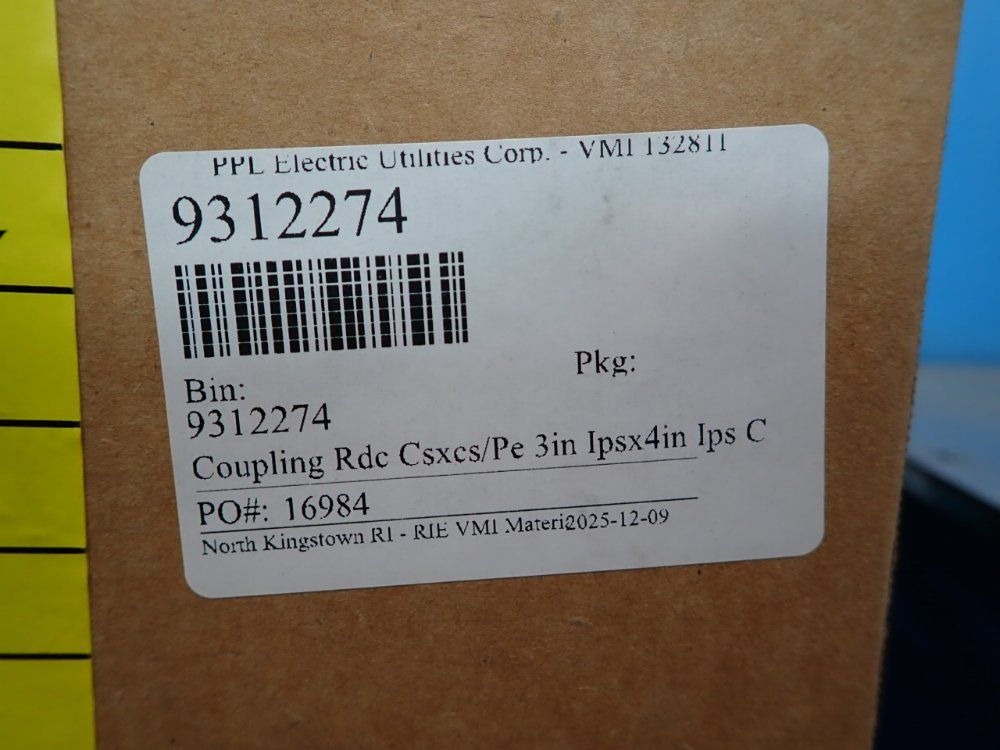 PPL Electric Utilities Corp. - VMI 132811
9312274
Bin:
Pkg:
9312274
Coupling Rdc Csxcs/Pe 3in Ipsx4in Ips C
PO#: 16984
North Kingstown RI - RIE VMI Materi2025-12-09